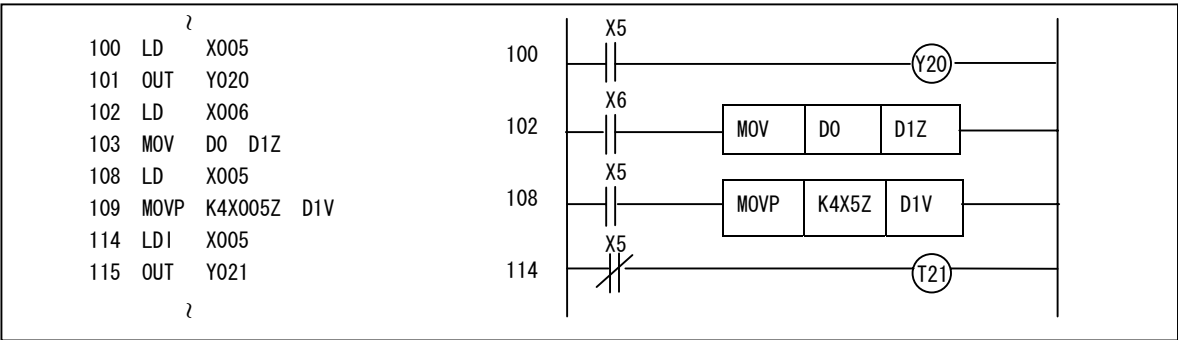 ≀
100 LD X005
101 OUT Y020
102 LD X006
103 MOV D0 D1Z
108 LD X005
109 MOVP K4X005Z D1V
114 LDI X005
115 OUT Y021
≀
X5
100 Y20
X6
102 MOV D0 D1Z
X5
108 MOVP K4X5Z D1V
X5
114 T21